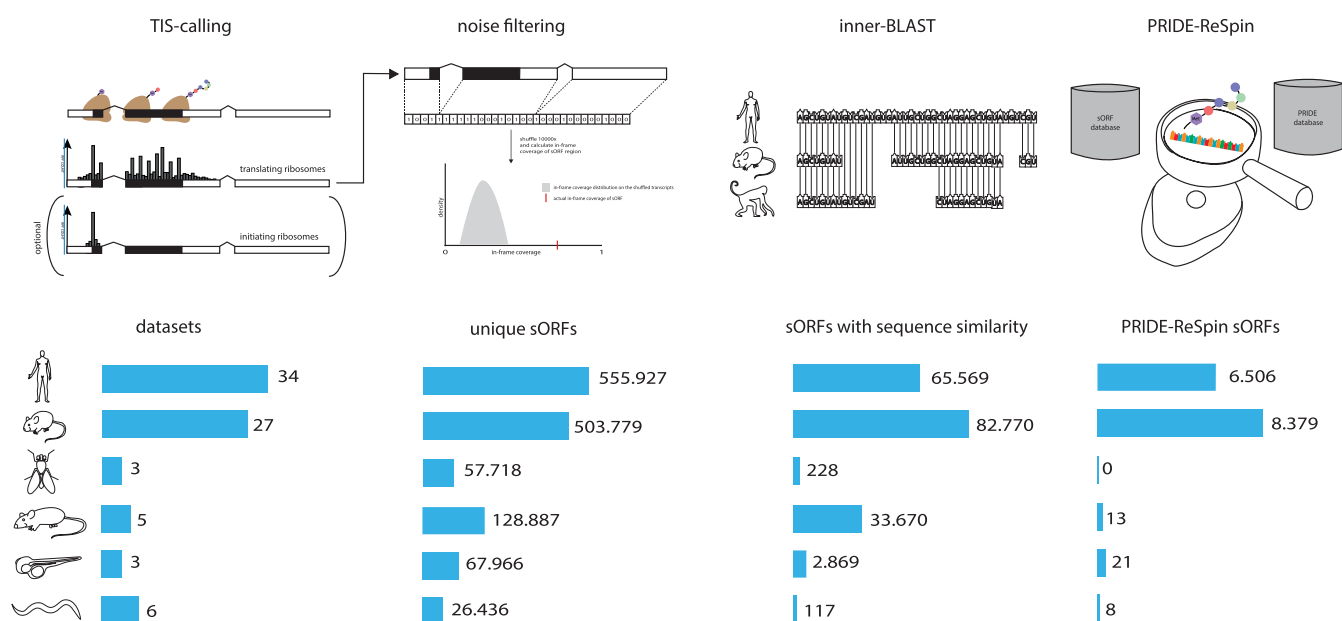 TIS-calling
noise filtering
inner-BLAST
PRIDE-ReSpin
translating ribosomes
(optional)
initiating ribosomes
shuffle 10000x
and calculate in-frame
coverage of sORF region
density
in-frame coverage distribution on the shuffled transcripts
actual in-frame coverage of sORF
0
in-frame coverage
1
AGCUGUAUGUCGAU
sORF
database
PRIDE
database
Met
datasets
unique sORFs
sORFs with sequence similarity
PRIDE-ReSpin sORFs
34
555.927
65.569
6.506
27
503.779
82.770
8.379
3
57.718
228
0
5
128.887
33.670
13
3
67.966
2.869
21
6
26.436
117
8